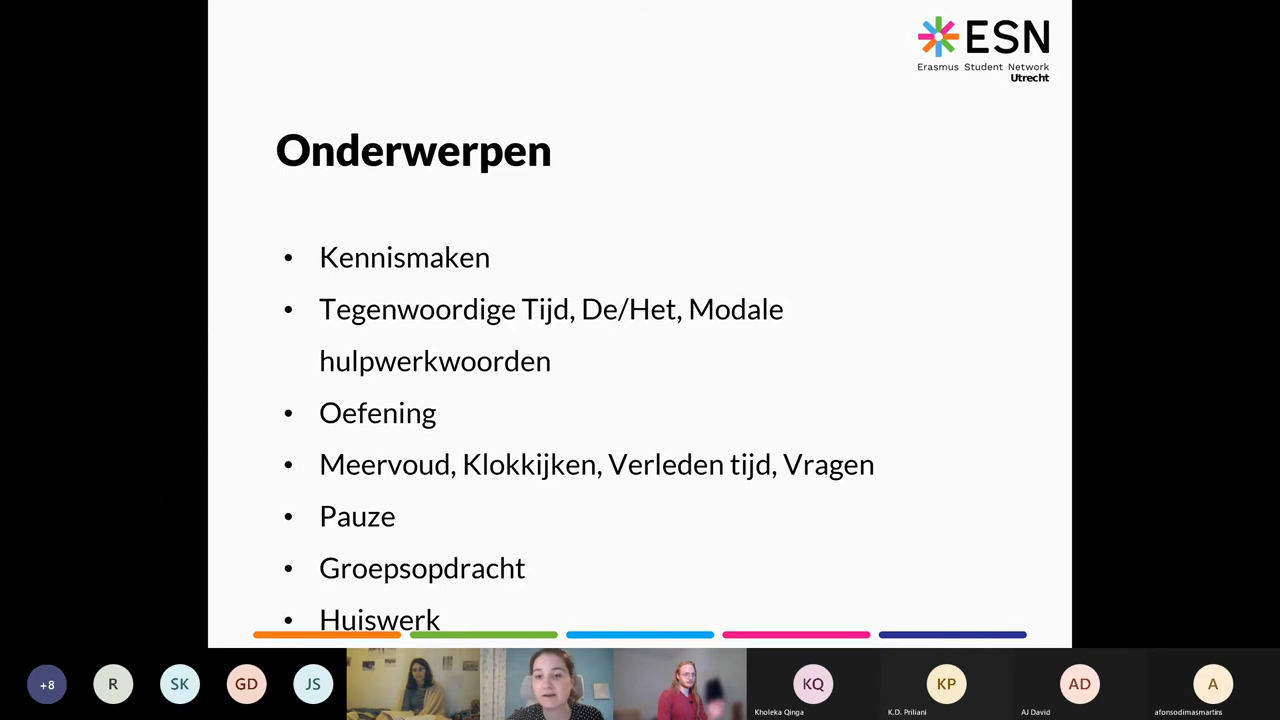 ESN
Erasmus Student Network
Utrecht
Onderwerpen
• Kennismaken
• Tegenwoordige Tijd, De/Het, Modale
hulpwerkwoorden
• Oefening
• Meervoud, Klokkijken, Verleden tijd, Vragen
• Pauze
• Groepsopdracht
• Huiswerk
+8
R
SK
GD
JS
KQ
KP
AD
A
Kholeka Qinga
K.D. Priliani
AJ David
afonsodimasmartins